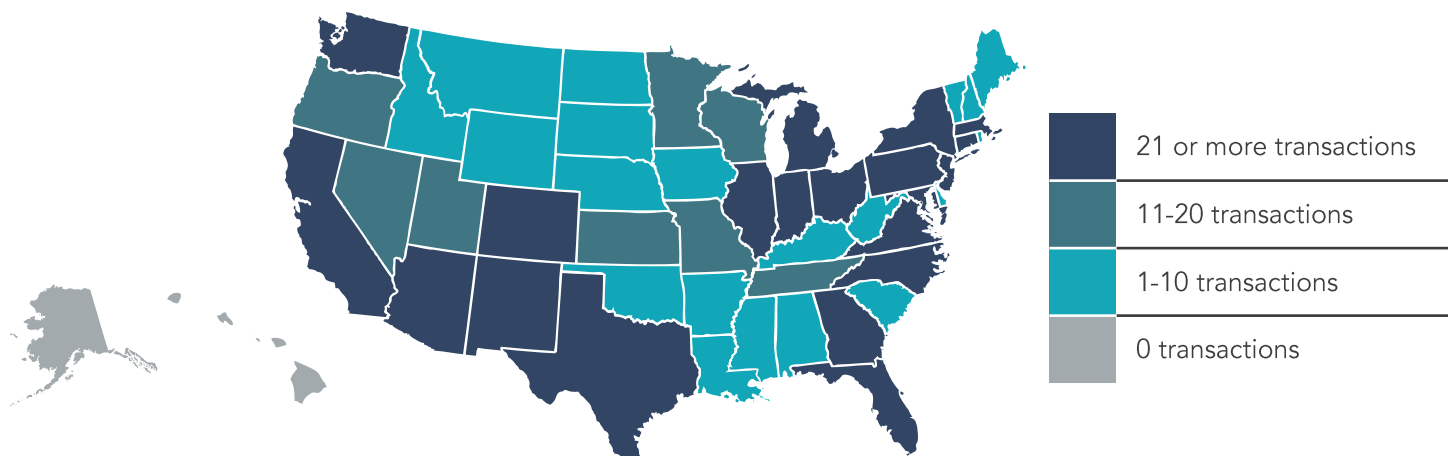 21 or more transactions
11-20 transactions
1-10 transactions
0 transactions